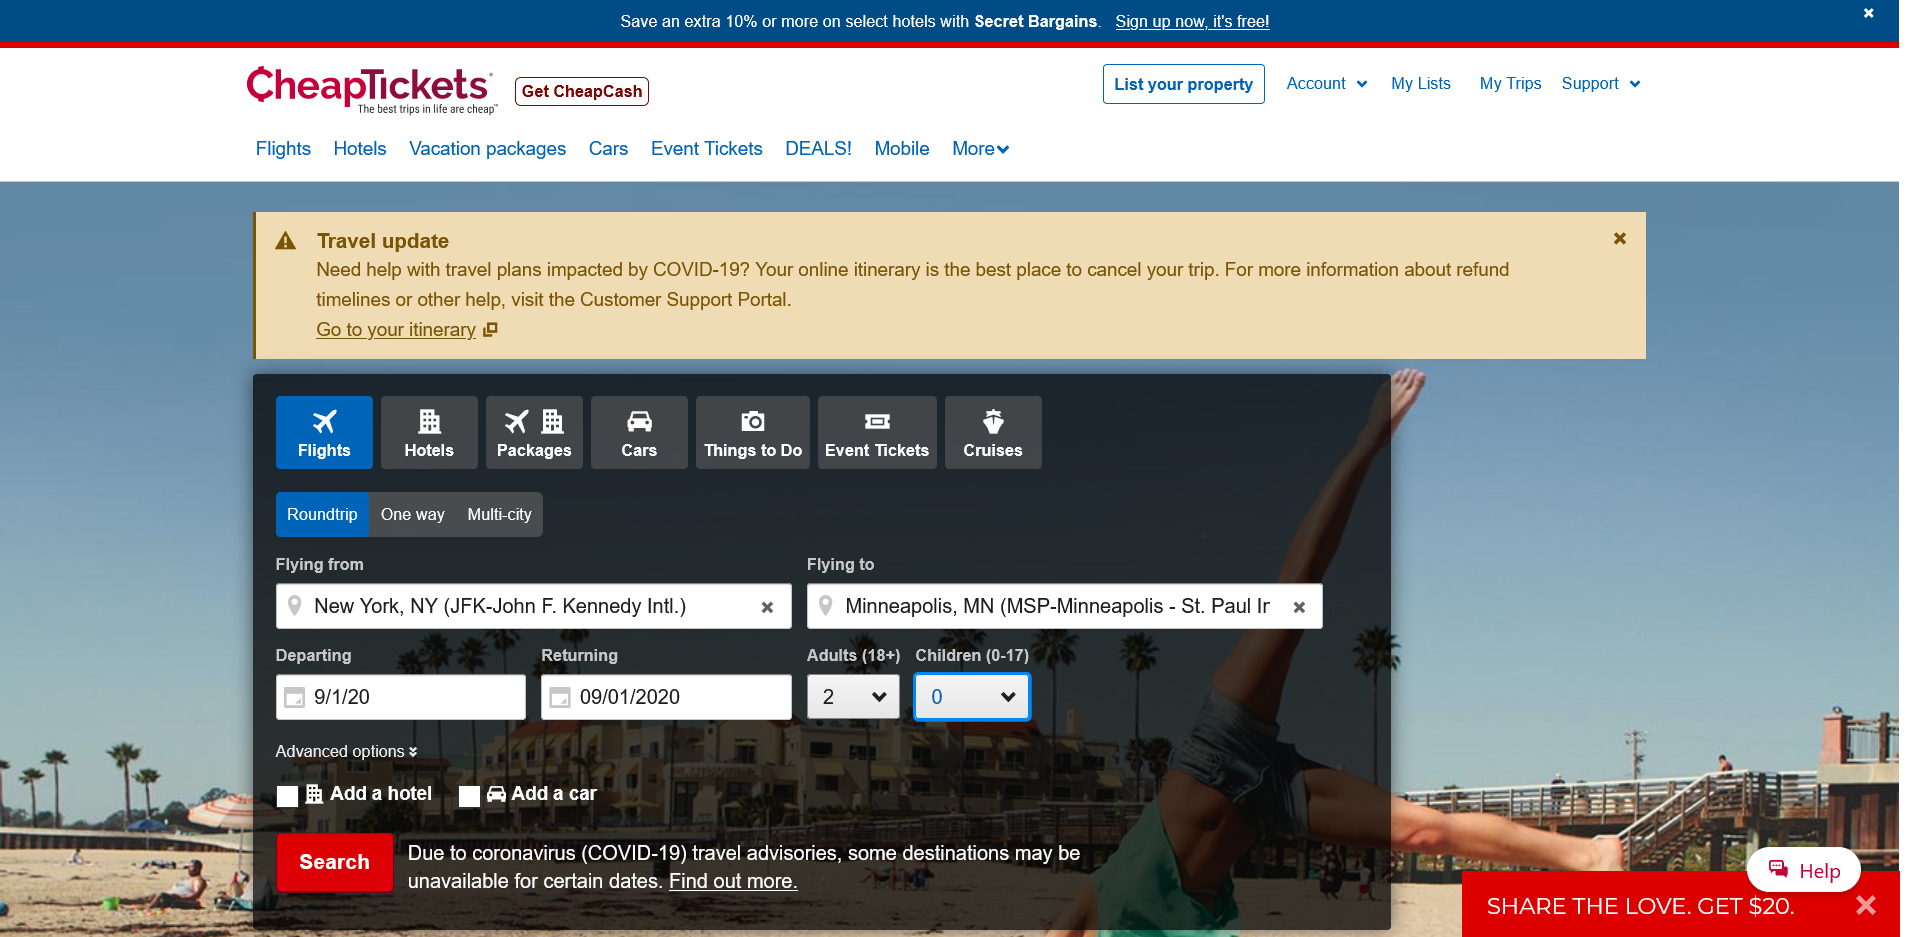 Save an extra 10% or more on select hotels with Secret Bargains. Sign up now, it's free!
CheapTickets
The best trips in life are cheap™
Get CheapCash
List your property
Account
My Lists
My Trips
Support
Flights
Hotels
Vacation packages
Cars
Event Tickets
DEALS!
Mobile
More
Travel update
Need help with travel plans impacted by COVID-19? Your online itinerary is the best place to cancel your trip. For more information about refund
timelines or other help, visit the Customer Support Portal.
Go to your itinerary
Flights
Hotels
Packages
Cars
Things to Do
Event Tickets
Cruises
Roundtrip
One way
Multi-city
Flying from
Flying to
New York, NY (JFK-John F. Kennedy Intl.)
Minneapolis, MN (MSP-Minneapolis - St. Paul Ir
Departing
Returning
Adults (18+)
Children (0-17)
9/1/20
09/01/2020
2
0
Advanced options
Add a hotel
Add a car
Search
Due to coronavirus (COVID-19) travel advisories, some destinations may be
unavailable for certain dates. Find out more.
Help
SHARE THE LOVE. GET $20.